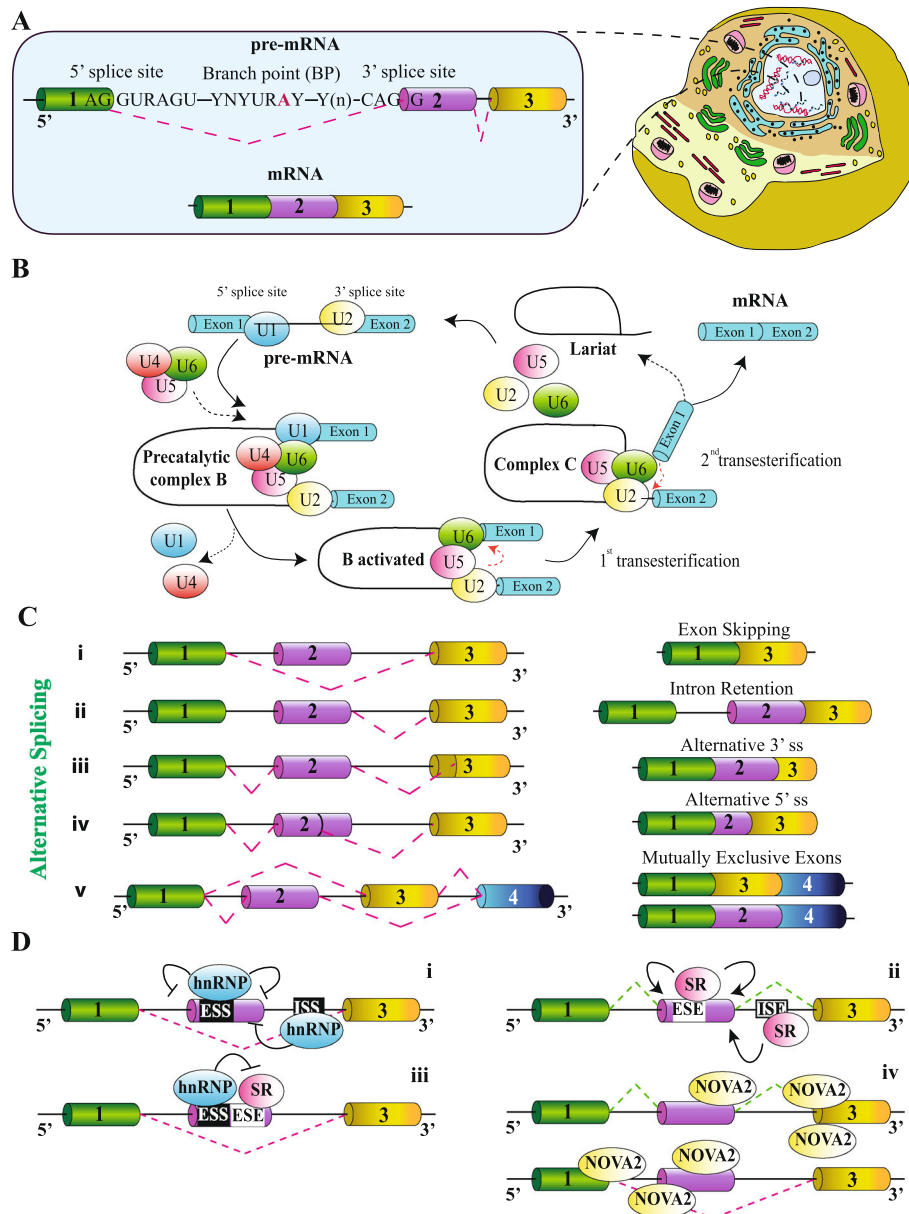 A
pre-mRNA
5' splice site
Branch point (BP)
3' splice site
1 AG GURAGU —YNYURAY—Y(n)-CAG G 2 3
5' 3'
mRNA
1 2 3
B
5' splice site 3' splice site
Exon 1 U1 U2 Exon 2
pre-mRNA
U4 U6
U5
U1 Exon 1
Precatalytic
complex B
U4 U6
U5
U2 Exon 2
U1
U4
B activated
U6 Exon 1
U5
U2 Exon 2
1st transesterification
Complex C
U5 U6
U2 Exon 2
Exon 1
2nd transesterification
U5
U2 U6
Lariat
mRNA
Exon 1 Exon 2
C
Alternative Splicing
i 5' 1 2 3 3'
Exon Skipping
1 3
ii 5' 1 2 3 3'
Intron Retention
1 2 3
iii 5' 1 2 3 3'
Alternative 3' ss
1 2 3
iv 5' 1 2 3 3'
Alternative 5' ss
1 2 3
v 5' 1 2 3 4 3'
Mutually Exclusive Exons
1 3 4
1 2 4
D
i
hnRNP
5' 1 ESS ISS 3 3'
hnRNP
ii
SR
5' 1 ESE ISE 3 3'
SR
iii
hnRNP SR
5' 1 ESS ESE 3 3'
iv
NOVA2 NOVA2
5' 1 3 3'
NOVA2
NOVA2 NOVA2
5' 1 3 3'
NOVA2